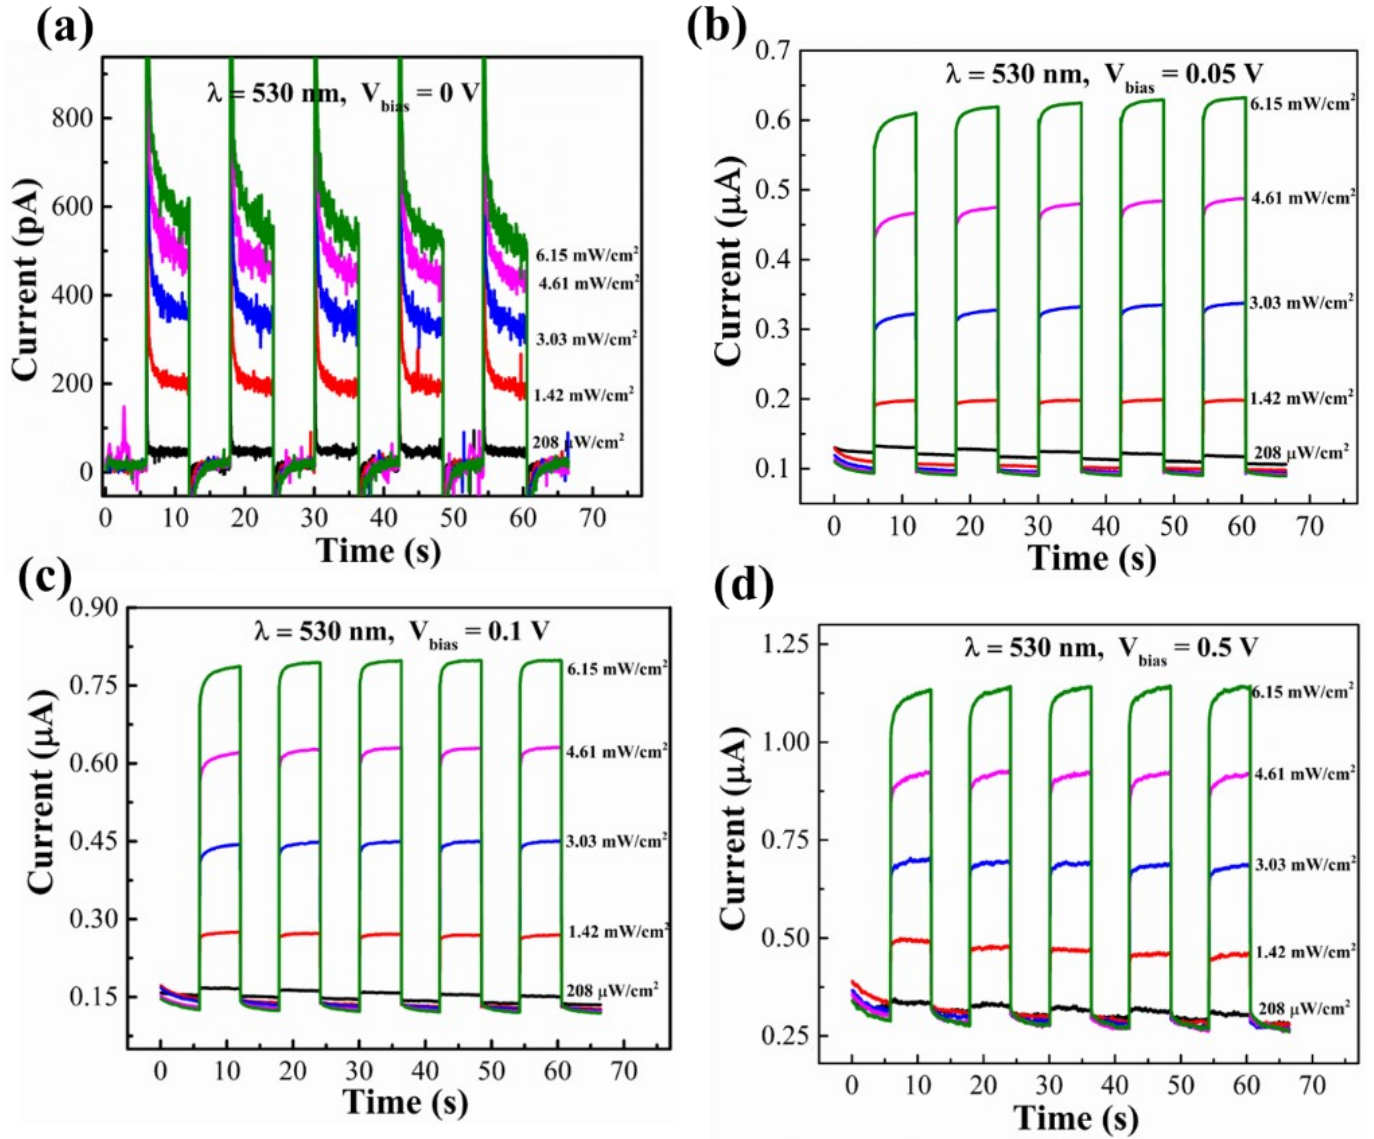 (a)
λ = 530 nm, Vbias = 0 V
800
600
400
200
0
Current (pA)
6.15 mW/cm²
4.61 mW/cm²
3.03 mW/cm²
1.42 mW/cm²
208 μW/cm²
0 10 20 30 40 50 60 70
Time (s)
(b)
λ = 530 nm, Vbias = 0.05 V
0.7
0.6
0.5
0.4
0.3
0.2
0.1
Current (μA)
6.15 mW/cm²
4.61 mW/cm²
3.03 mW/cm²
1.42 mW/cm²
208 μW/cm²
0 10 20 30 40 50 60 70
Time (s)
(c)
λ = 530 nm, Vbias = 0.1 V
0.90
0.75
0.60
0.45
0.30
0.15
Current (μA)
6.15 mW/cm²
4.61 mW/cm²
3.03 mW/cm²
1.42 mW/cm²
208 μW/cm²
0 10 20 30 40 50 60 70
Time (s)
(d)
λ = 530 nm, Vbias = 0.5 V
1.25
1.00
0.75
0.50
0.25
Current (μA)
6.15 mW/cm²
4.61 mW/cm²
3.03 mW/cm²
1.42 mW/cm²
208 μW/cm²
0 10 20 30 40 50 60 70
Time (s)